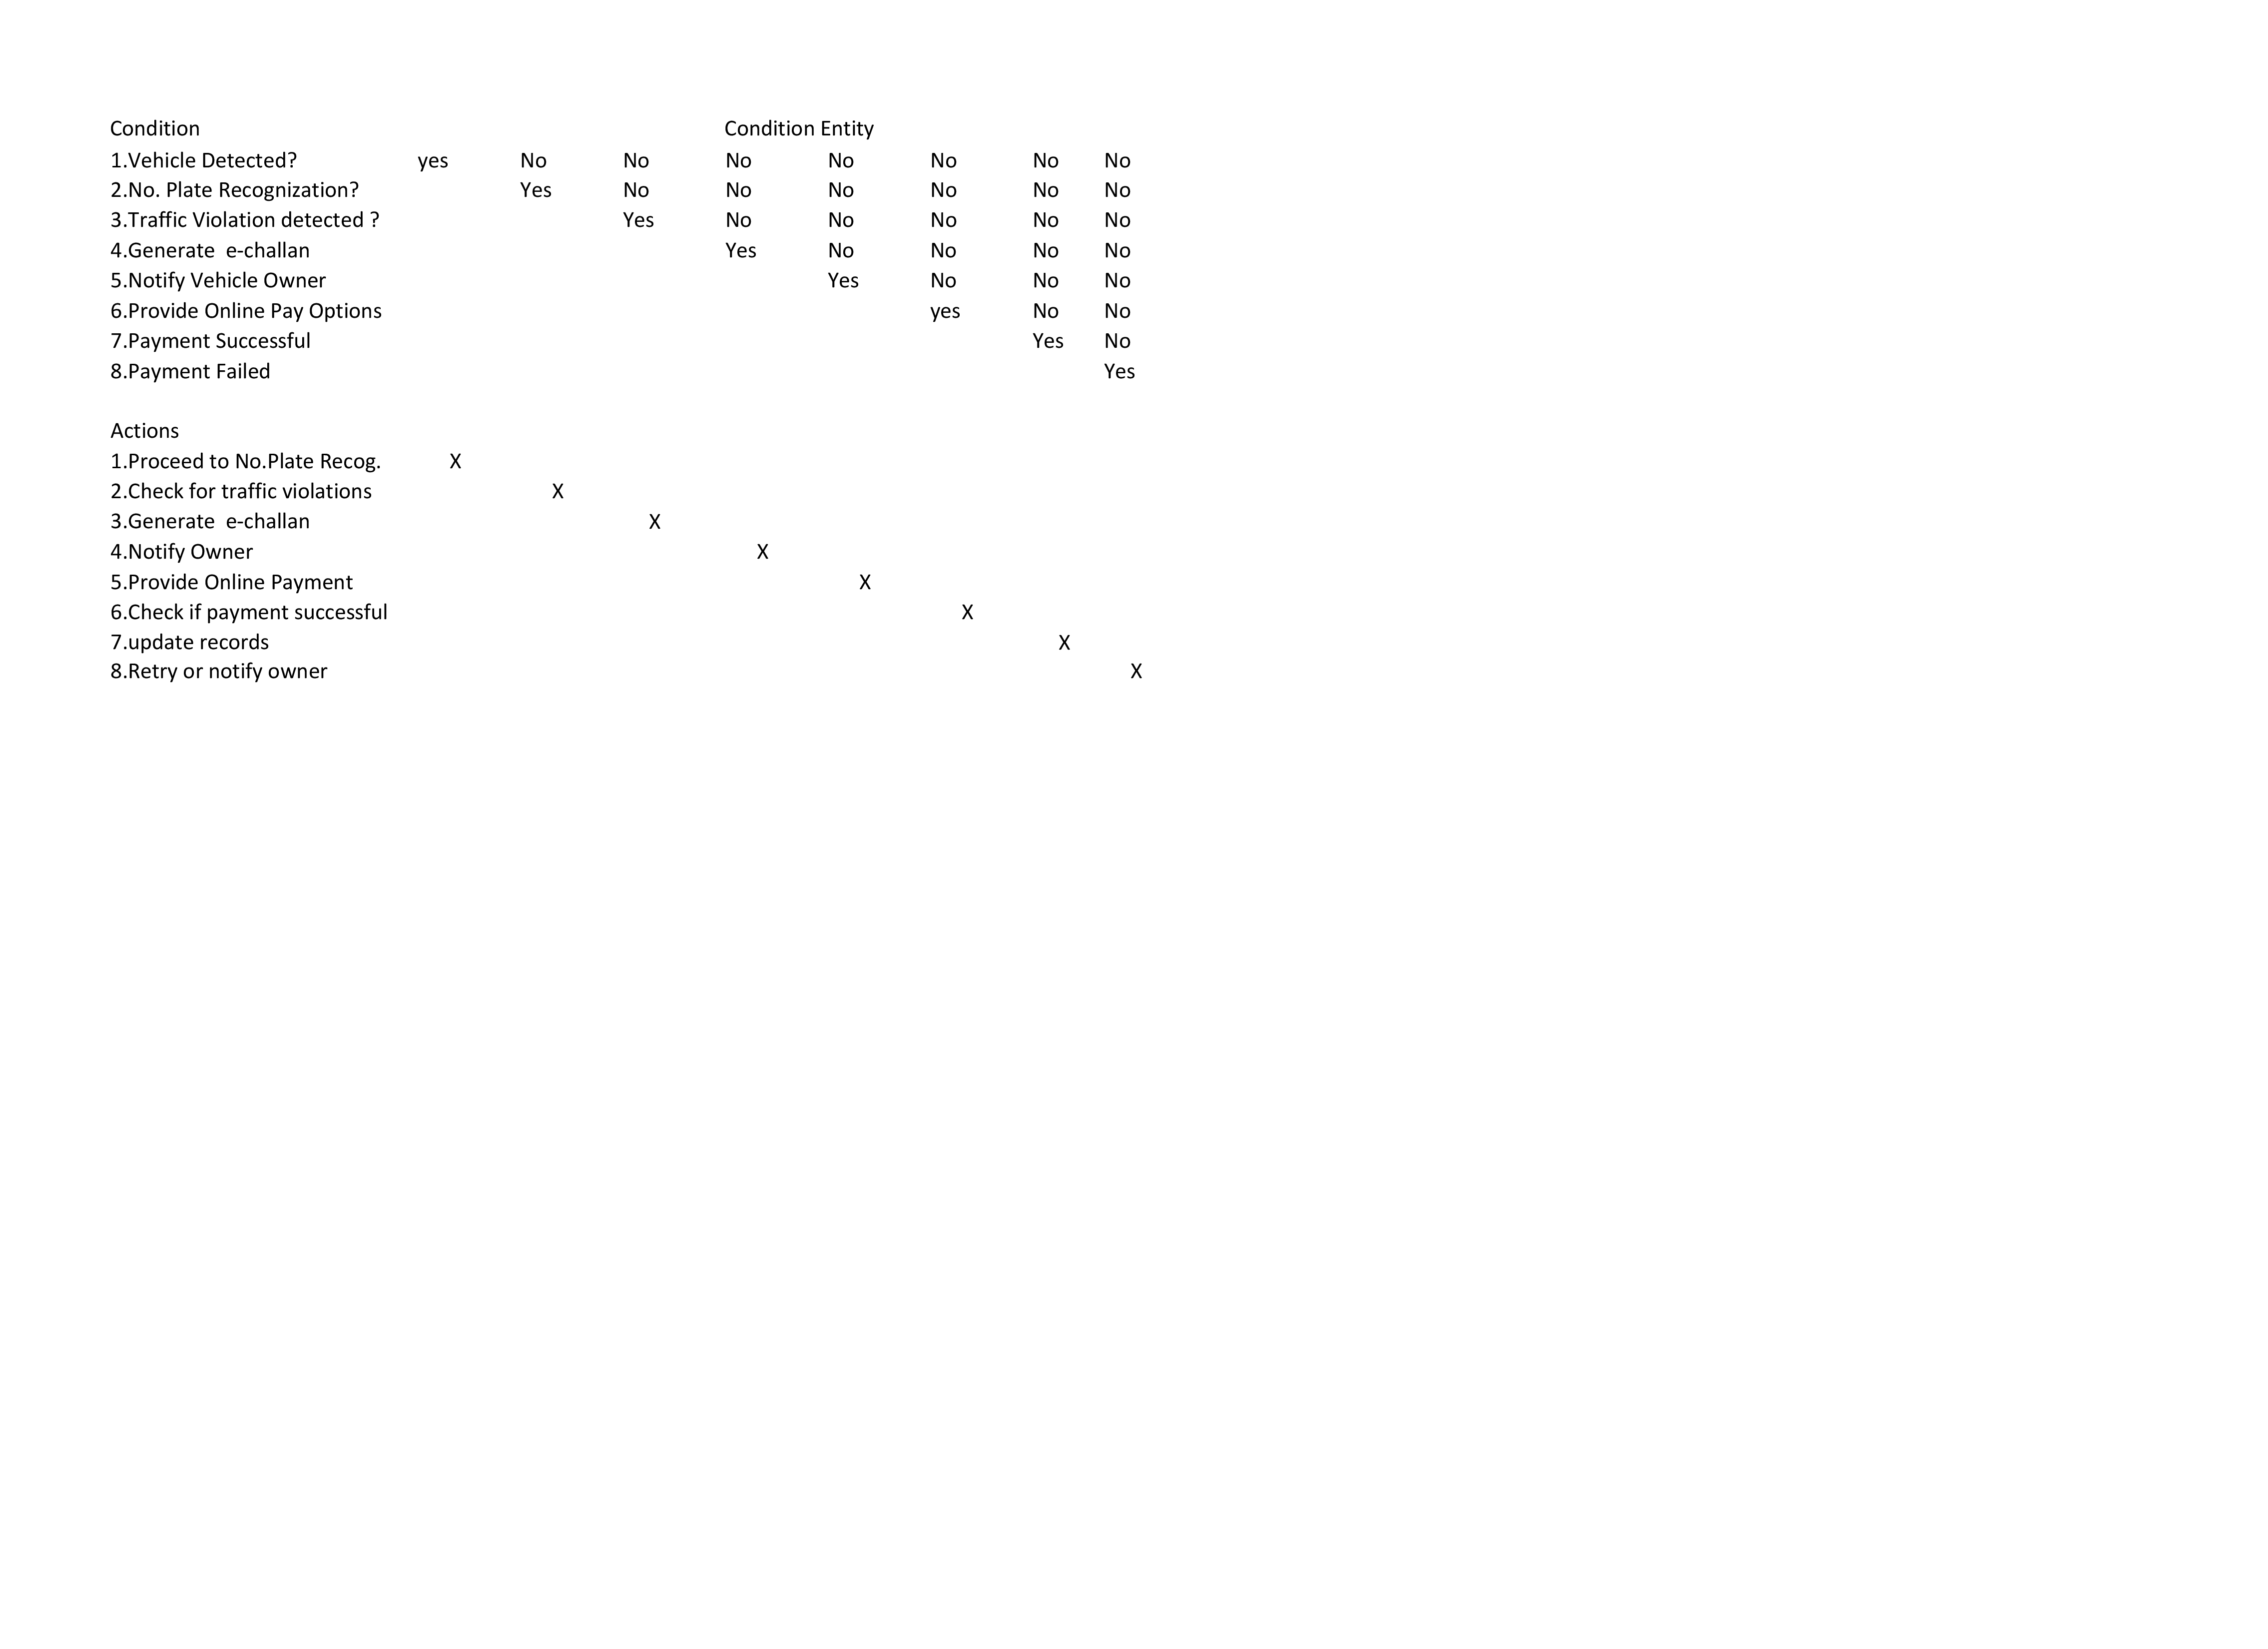 Condition Condition Entity
1.Vehicle Detected? yes No No No No No No No
2.No. Plate Recognization? Yes No No No No No No
3.Traffic Violation detected ? Yes No No No No No
4.Generate  e-challan Yes No No No No
5.Notify Vehicle Owner Yes No No No
6.Provide Online Pay Options yes No No
7.Payment Successful Yes No
8.Payment Failed Yes
Actions
1.Proceed to No.Plate Recog. X
2.Check for traffic violations X
3.Generate  e-challan X
4.Notify Owner X
5.Provide Online Payment X
6.Check if payment successful X
7.update records X
8.Retry or notify owner X